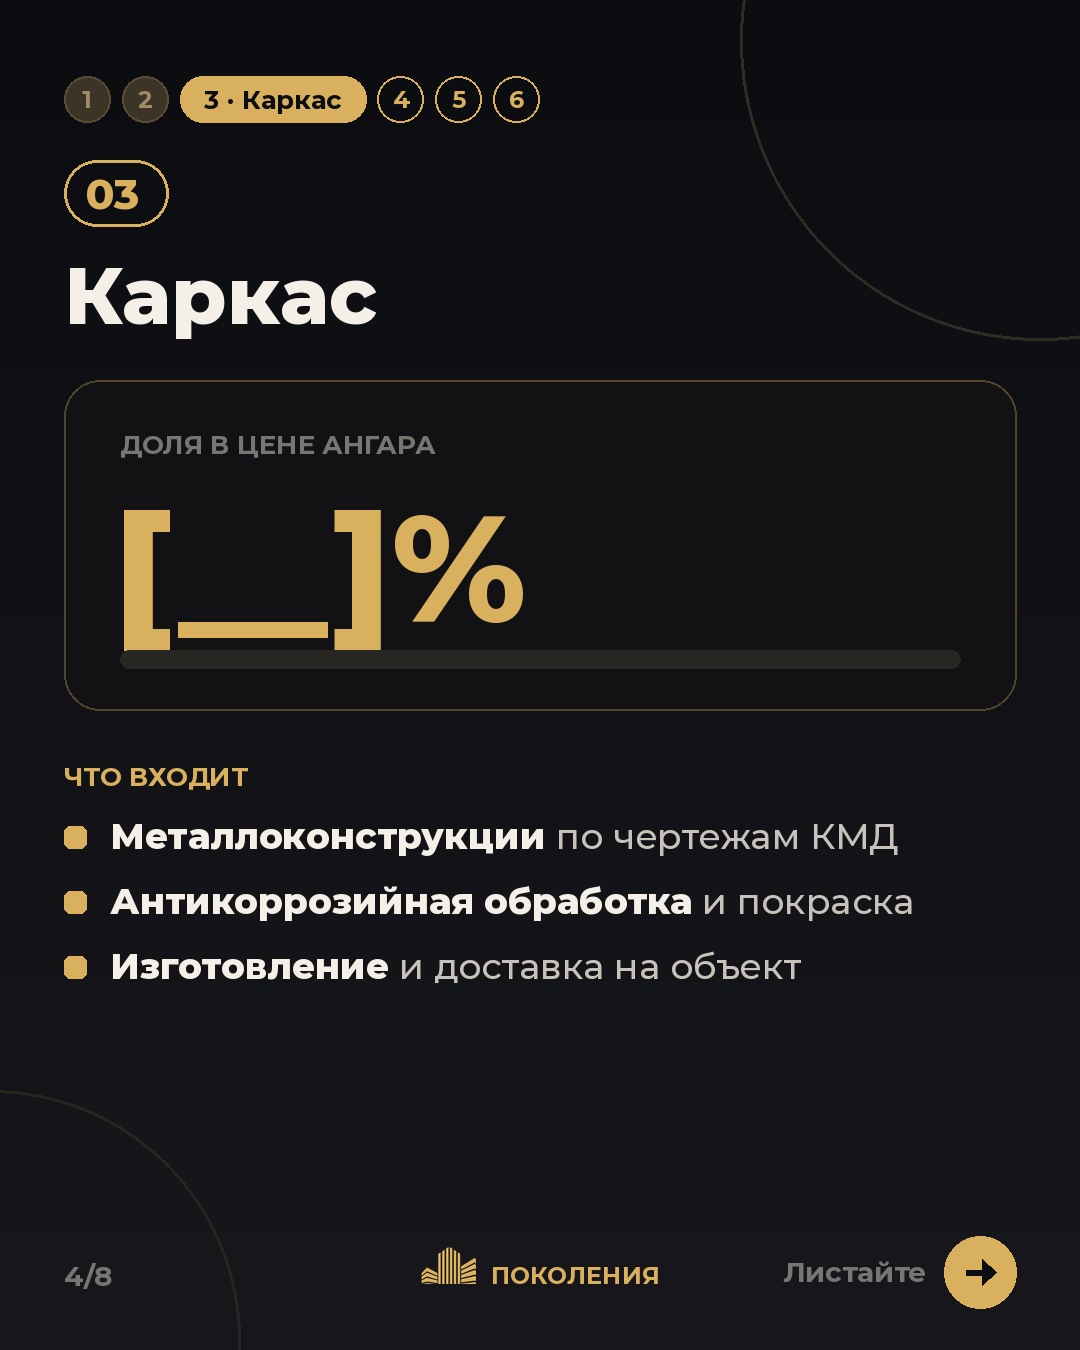 1 2 3 · Каркас 4 5 6
03
Каркас
ДОЛЯ В ЦЕНЕ АНГАРА
[__]%
ЧТО ВХОДИТ
Металлоконструкции по чертежам КМД
Антикоррозийная обработка и покраска
Изготовление и доставка на объект
4/8 ПОКОЛЕНИЯ Листайте